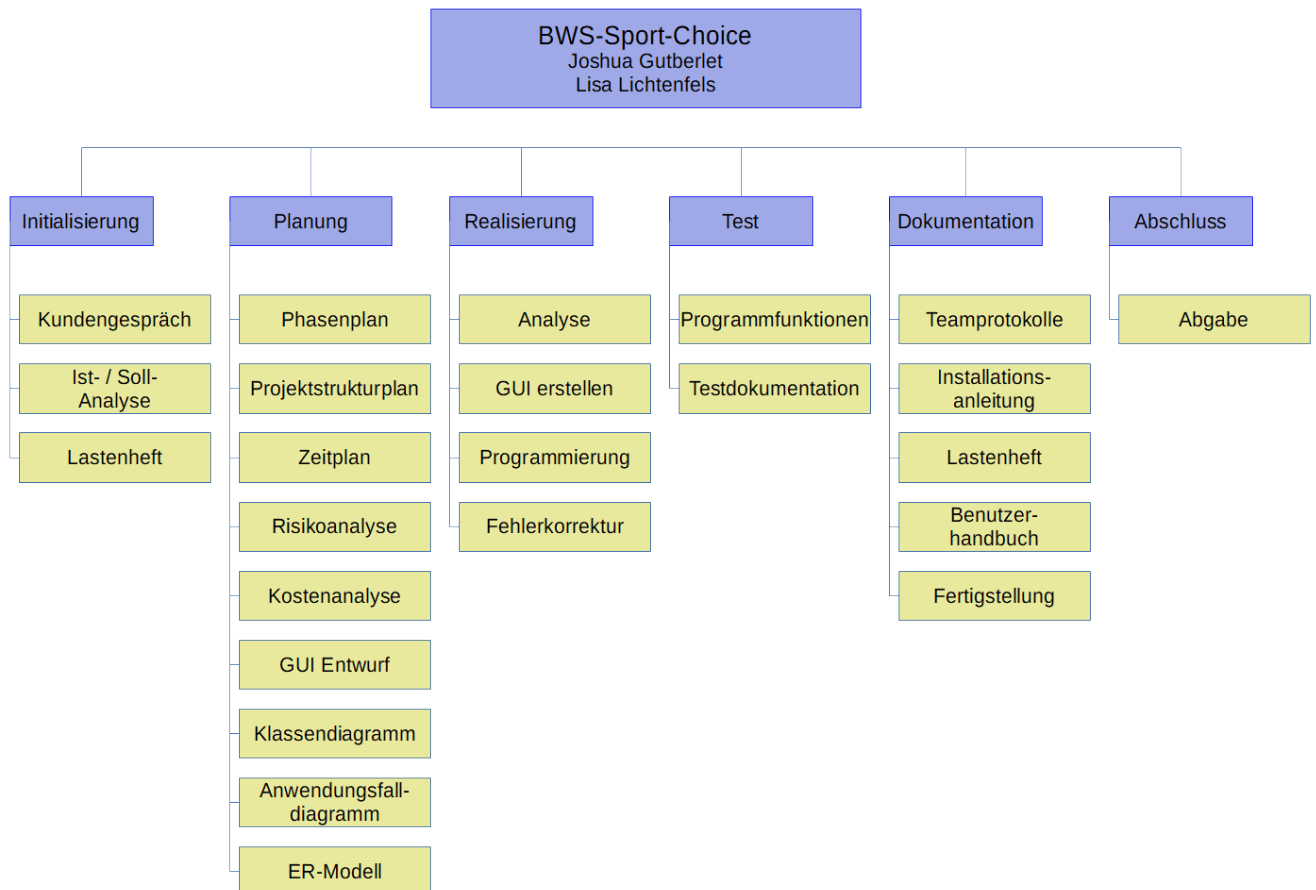 BWS-Sport-Choice
Joshua Gutberlet
Lisa Lichtenfels
Initialisierung
Kundengespräch
Ist- / Soll-
Analyse
Lastenheft
Planung
Phasenplan
Projektstrukturplan
Zeitplan
Risikoanalyse
Kostenanalyse
GUI Entwurf
Klassendiagramm
Anwendungsfall-
diagramm
ER-Modell
Realisierung
Analyse
GUI erstellen
Programmierung
Fehlerkorrektur
Test
Programmfunktionen
Testdokumentation
Dokumentation
Teamprotokolle
Installations-
anleitung
Lastenheft
Benutzer-
handbuch
Fertigstellung
Abschluss
Abgabe